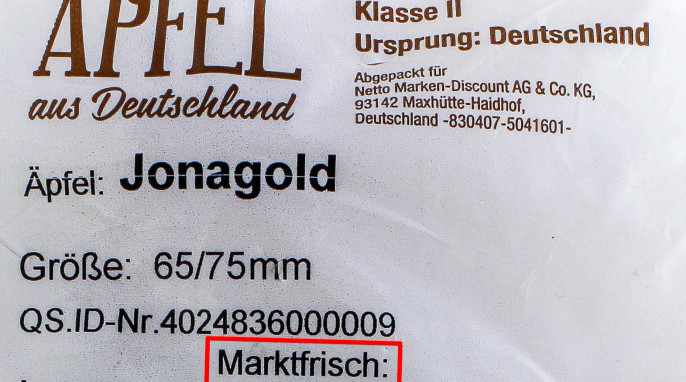 ÄPFEL
aus Deutschland
Klasse II
Ursprung: Deutschland
Abgepackt für
Netto Marken-Discount AG & Co. KG,
93142 Maxhütte-Haidhof,
Deutschland -830407-5041601-
Äpfel: Jonagold
Größe: 65/75mm
QS.ID-Nr.4024836000009
Marktfrisch: